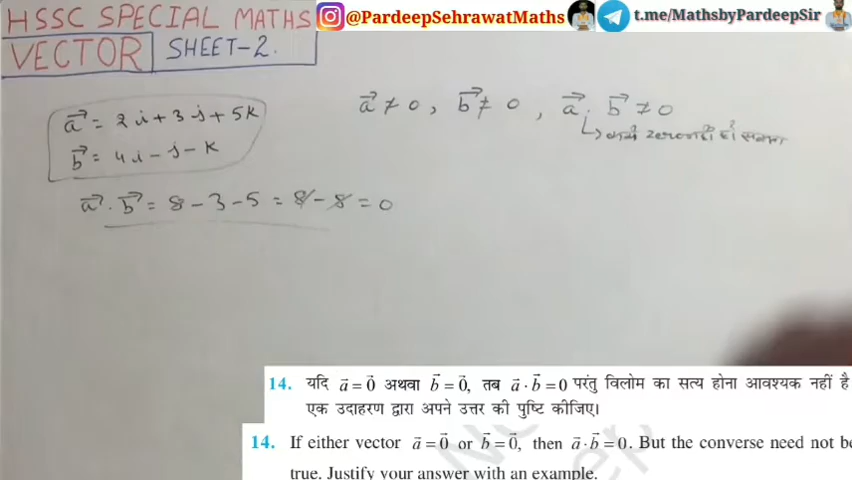 HSSC SPECIAL MATHS
@PardeepSehrawatMaths
t.me/MathsbyPardeepSir
VECTOR SHEET-2.
a⃗ = 2i + 3j + 5k
b⃗ = 4i - j - k
a⃗ ≠ 0, b⃗ ≠ 0, a⃗ . b⃗ ≠ 0
zero नहीं हो सकता
a⃗ . b⃗ = 8 - 3 - 5 = 8 - 8 = 0
14. यदि a⃗ = 0⃗ अथवा b⃗ = 0⃗, तब a⃗ · b⃗ = 0 परंतु विलोम का सत्य होना आवश्यक नहीं है
एक उदाहरण द्वारा अपने उत्तर की पुष्टि कीजिए।
14. If either vector a⃗ = 0⃗ or b⃗ = 0⃗, then a⃗ · b⃗ = 0. But the converse need not be
true. Justify your answer with an example.